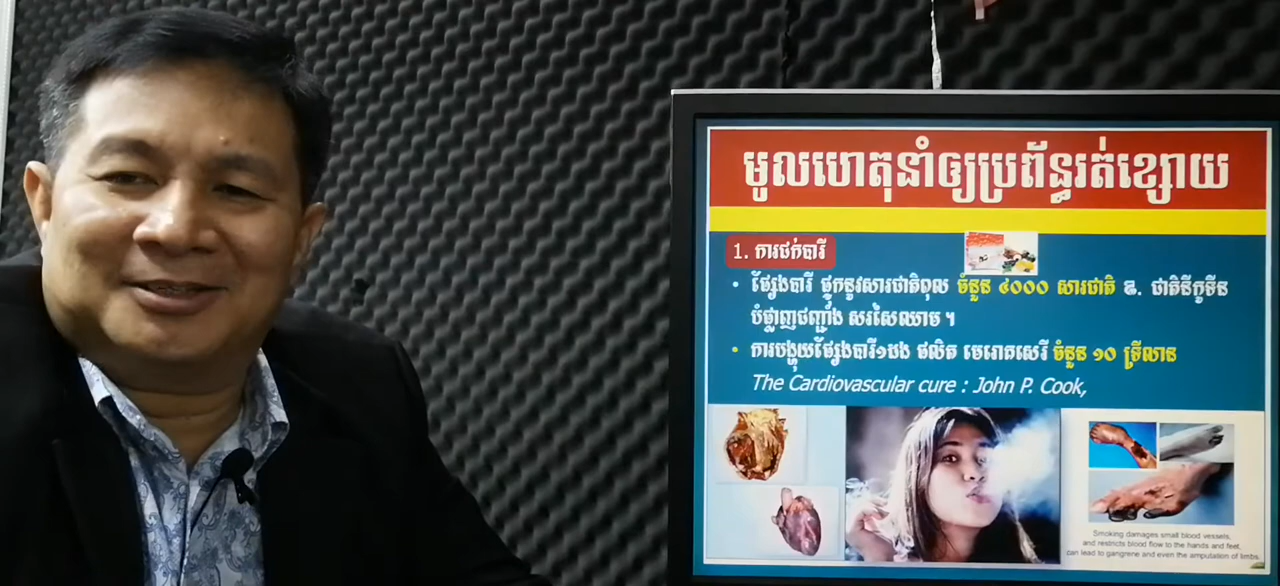 មូលហេតុនាំឲ្យប្រព័ន្ធរត់ខ្សោយ
1. ការជក់បារី
• ផ្សែងបារី ផ្ទុកនូវសារជាតិពុល ចំនួន ៤០០០ សារជាតិ ឩ. ជាតិនីកូទីន
បំផ្លាញជញ្ជាំង សរសៃឈាម ។
• ការបង្ហុយផ្សែងបារី១ដង ផលិត មេរោគសេរី ចំនួន ១០ ទ្រីលាន
The Cardiovascular cure : John P. Cook,
Smoking damages small blood vessels,
and restricts blood flow to the hands and feet,
can lead to gangrene and even the amputation of limbs.